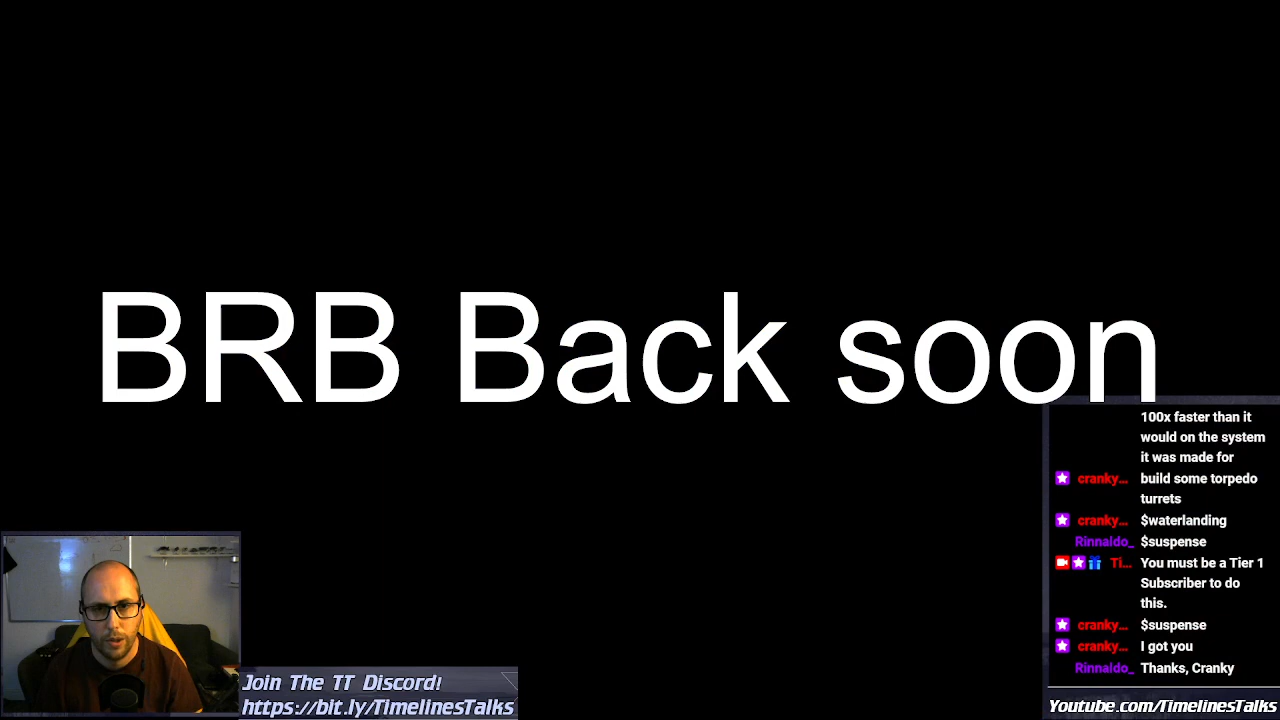 BRB Back soon
100x faster than it
would on the system
it was made for
cranky... build some torpedo
turrets
cranky... $waterlanding
Rinnaldo_ $suspense
Ti... You must be a Tier 1
Subscriber to do
this.
cranky... $suspense
cranky... I got you
Rinnaldo_ Thanks, Cranky
Join The TT Discord!
https://bit.ly/TimelinesTalks
Youtube.com/TimelinesTalks